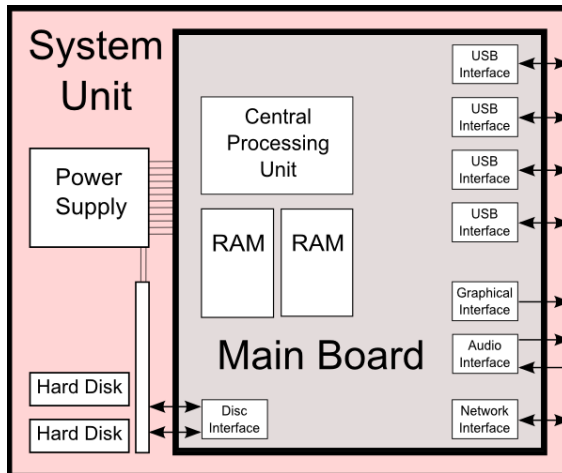 System
Unit
Power
Supply
Hard Disk
Hard Disk
Central
Processing
Unit
RAM
RAM
Main Board
Disc
Interface
USB
Interface
USB
Interface
USB
Interface
USB
Interface
Graphical
Interface
Audio
Interface
Network
Interface